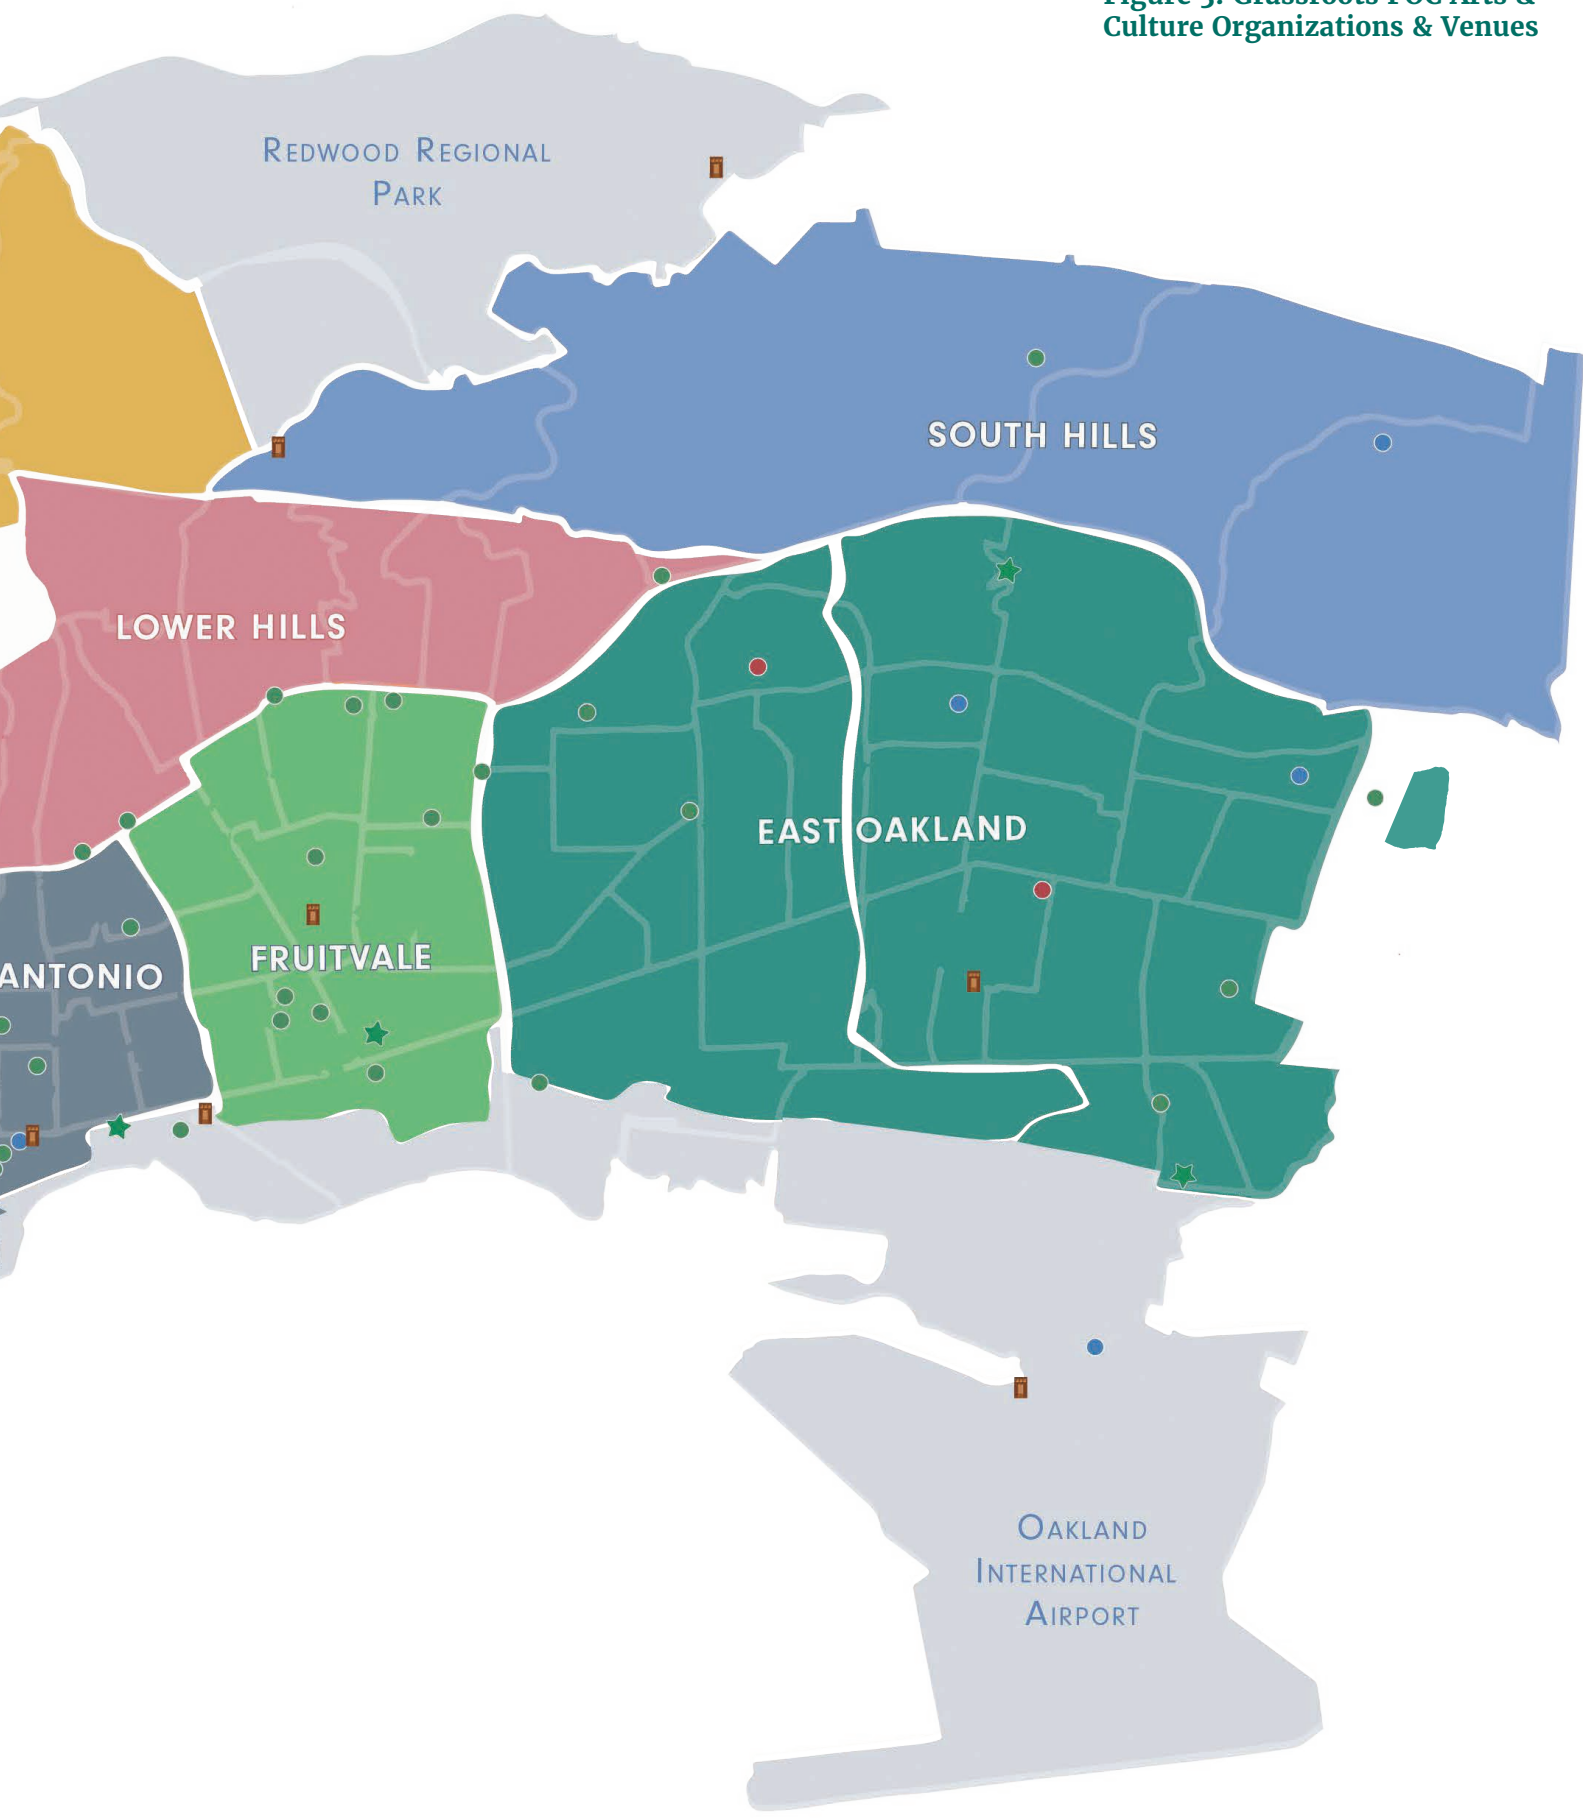 Culture Organizations & Venues
REDWOOD REGIONAL
PARK
SOUTH HILLS
LOWER HILLS
EAST OAKLAND
FRUITVALE
ANTONIO
OAKLAND
INTERNATIONAL
AIRPORT